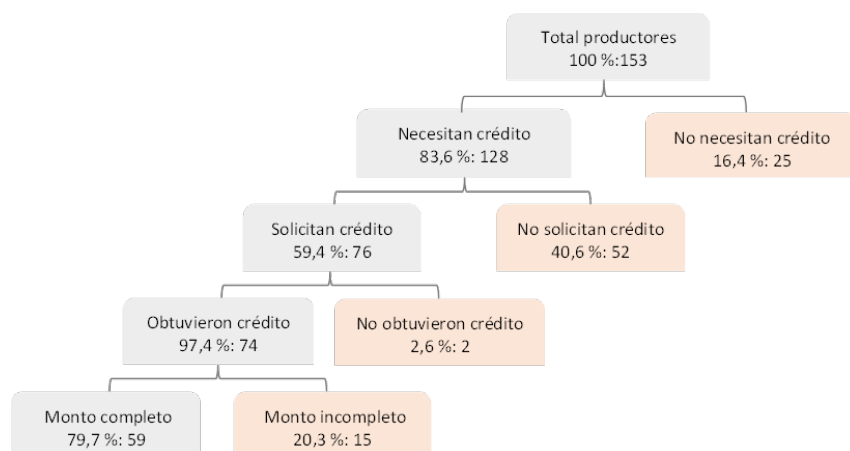 Total productores
100 %:153
Necesitan crédito
83,6 %: 128
No necesitan crédito
16,4 %: 25
Solicitan crédito
59,4 %: 76
No solicitan crédito
40,6 %: 52
Obtuvieron crédito
97,4 %: 74
No obtuvieron crédito
2,6 %: 2
Monto completo
79,7 %: 59
Monto incompleto
20,3 %: 15